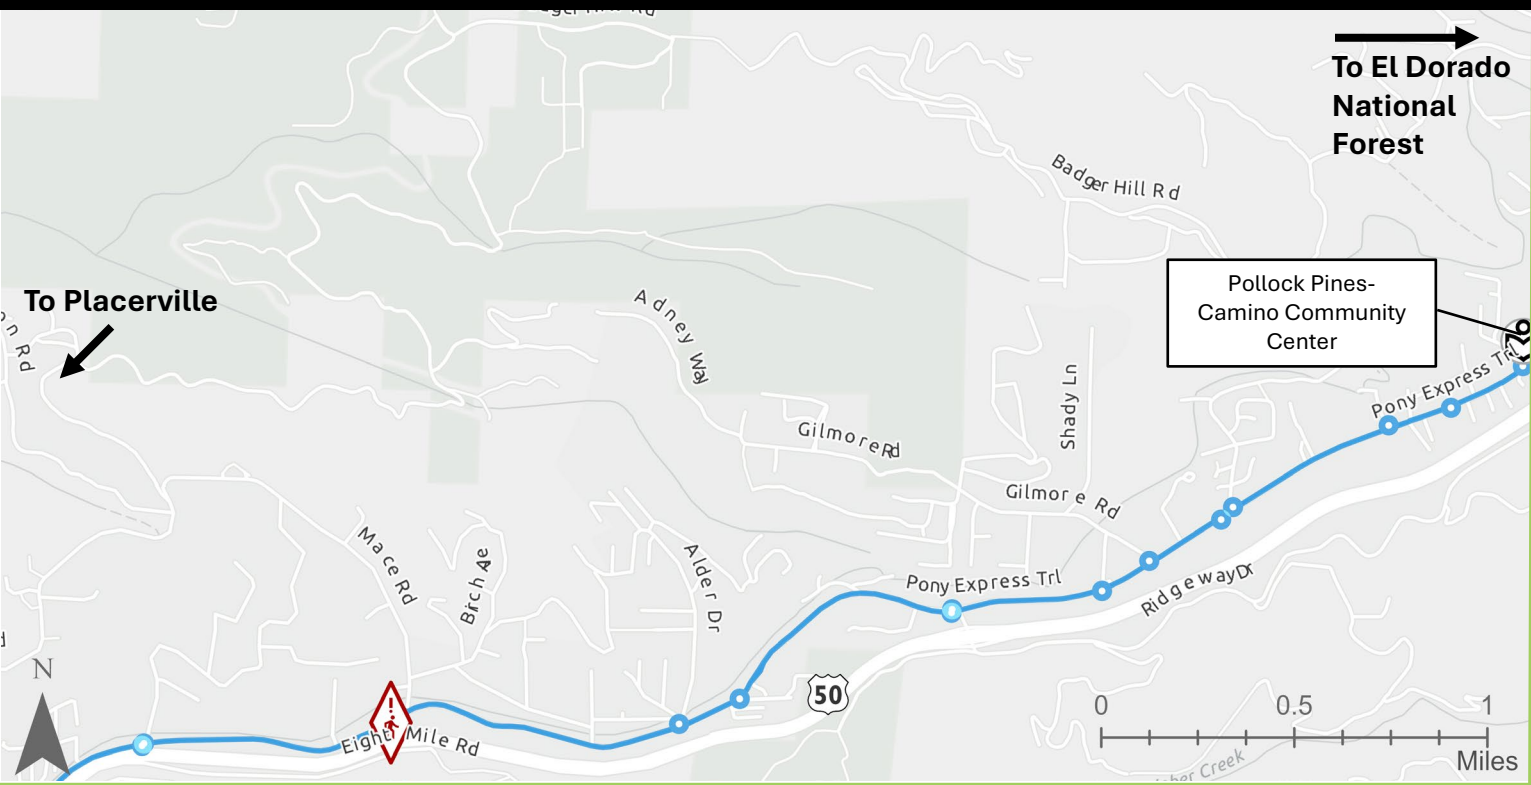 To El Dorado
National
Forest
Badger Hill Rd
Pollock Pines-
Camino Community
Center
To Placerville
Adney Way
Pony Express Trl
Shady Ln
Gilmore Rd
Gilmore Rd
Mace Rd
Birch Ae
Alder Dr
Pony Express Trl
Ridgeway Dr
N
50
0 0.5 1
Miles
Eight Mile Rd
Creek